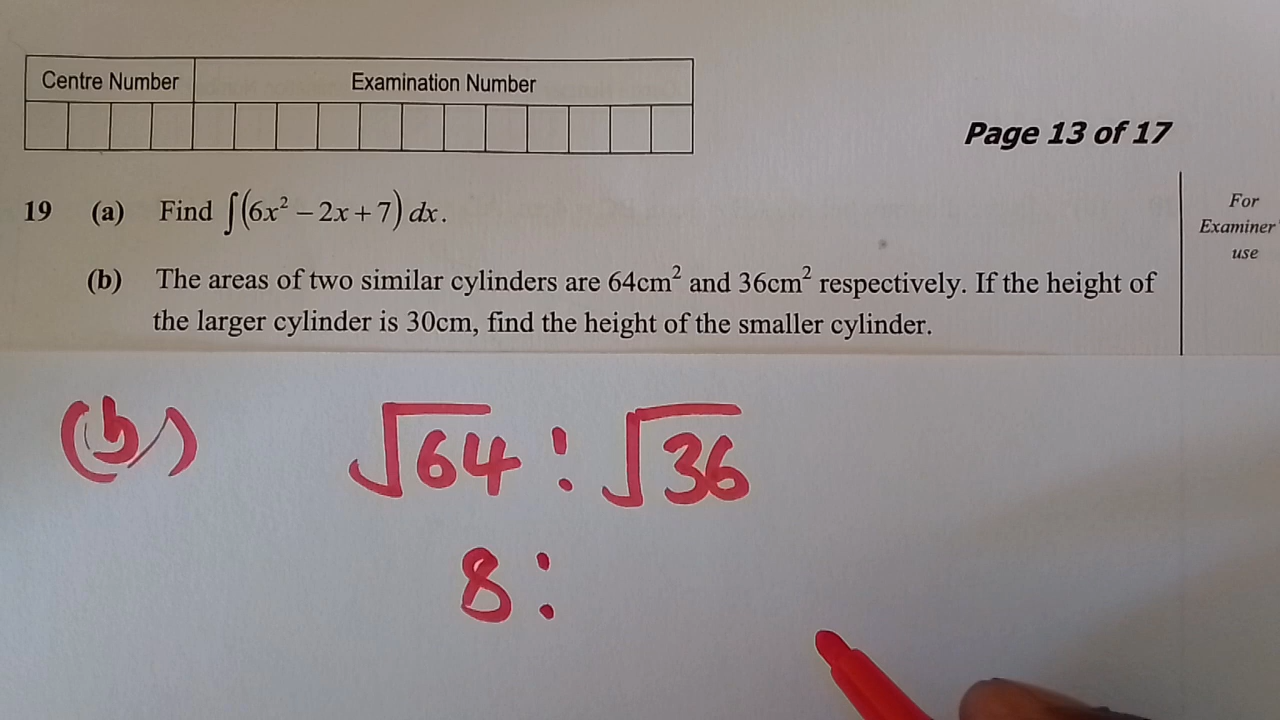 Centre Number Examination Number
Page 13 of 17
19 (a) Find ∫(6x² − 2x + 7) dx.
For
Examiner
use
(b) The areas of two similar cylinders are 64cm² and 36cm² respectively. If the height of
the larger cylinder is 30cm, find the height of the smaller cylinder.
(b) √64 : √36
8 :